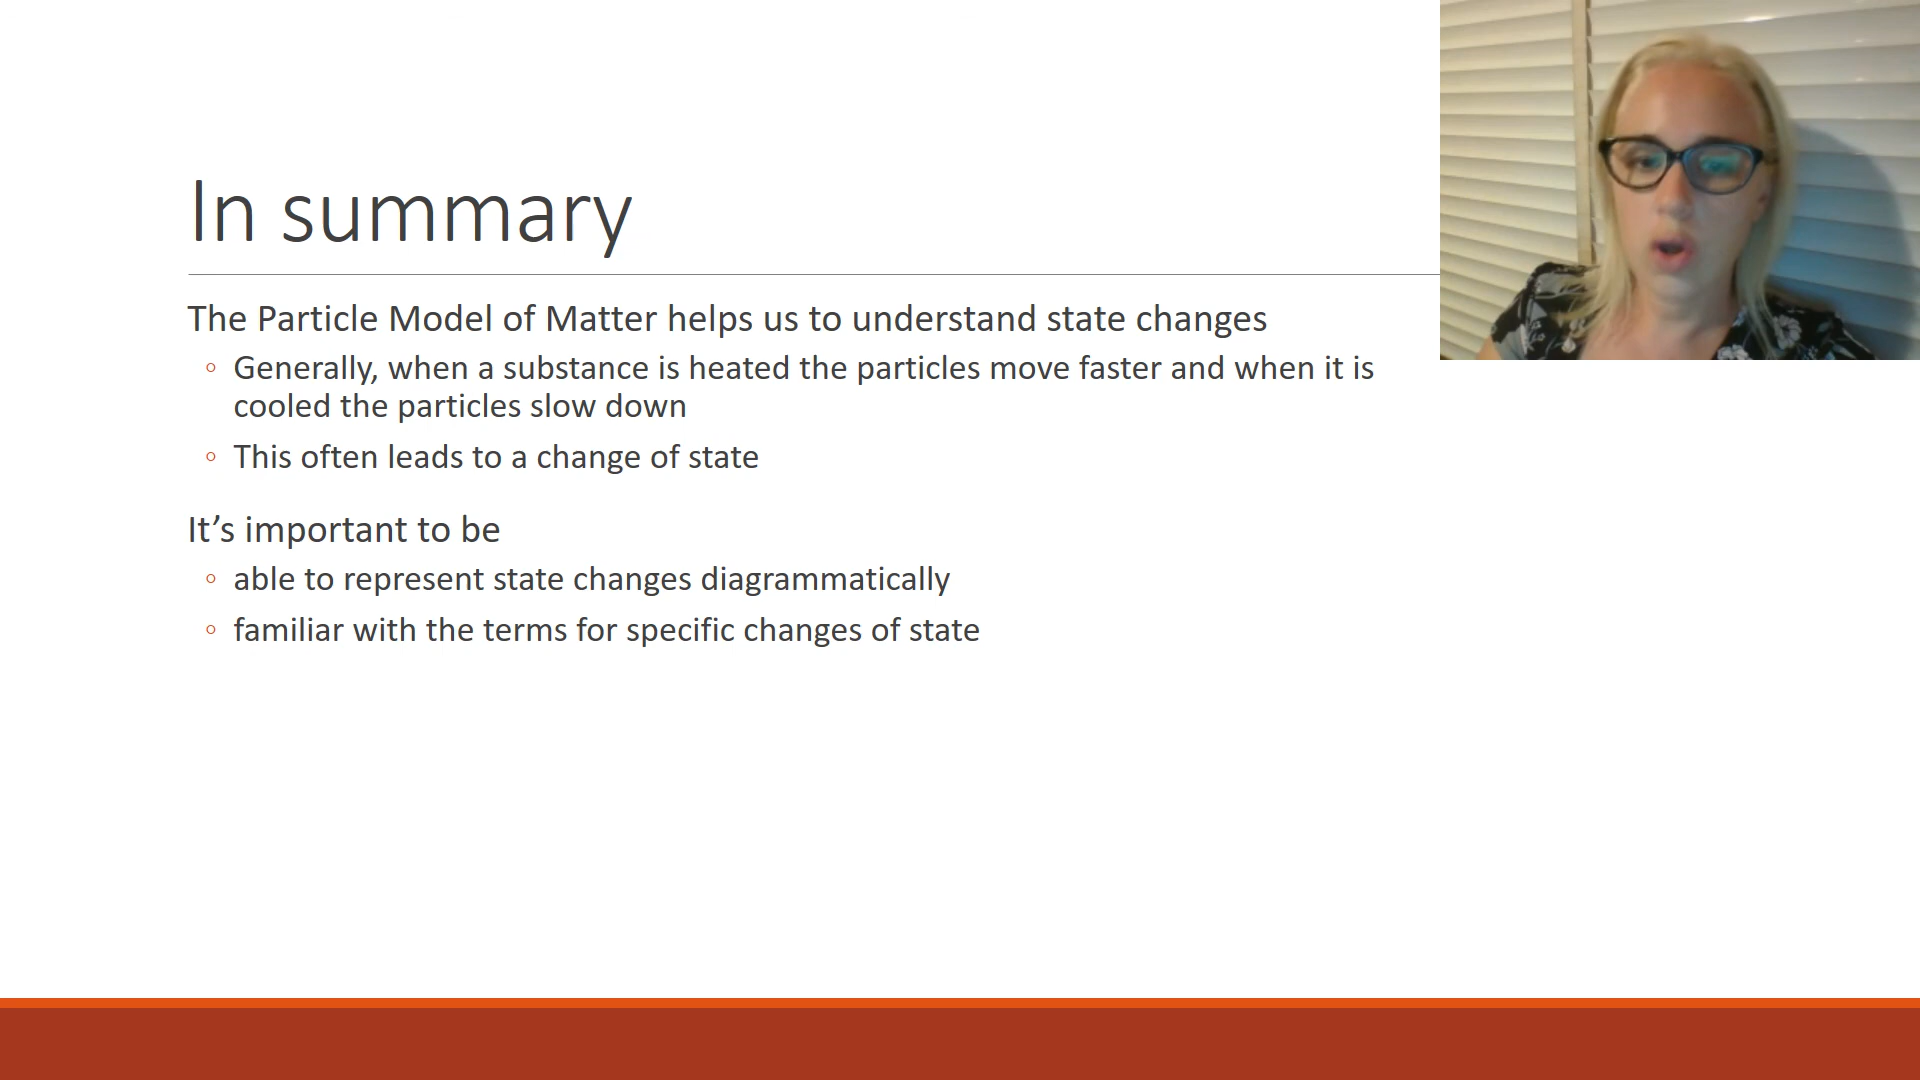 In summary
The Particle Model of Matter helps us to understand state changes
◦ Generally, when a substance is heated the particles move faster and when it is
cooled the particles slow down
◦ This often leads to a change of state
It’s important to be
◦ able to represent state changes diagrammatically
◦ familiar with the terms for specific changes of state